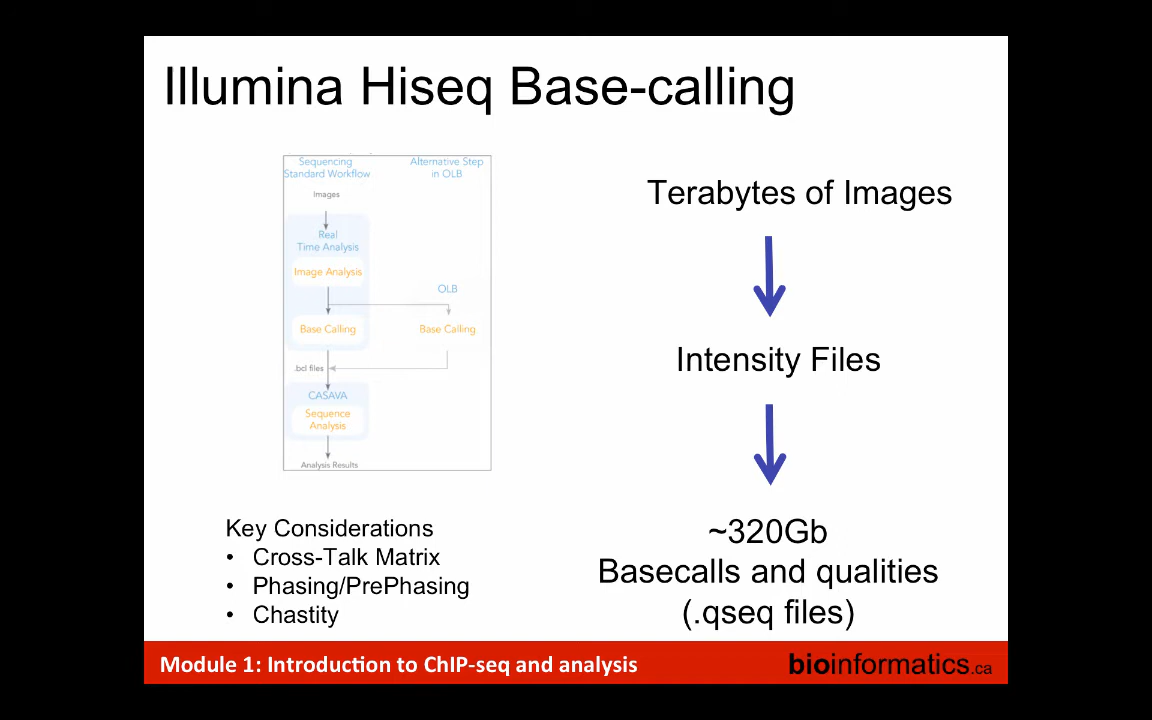 Illumina Hiseq Base-calling
Sequencing
Standard Workflow
Alternative Step
in OLB
Images
Real
Time Analysis
Image Analysis
OLB
Base Calling
Base Calling
.bcl files
CASAVA
Sequence
Analysis
Analysis Results
Terabytes of Images
Intensity Files
~320Gb
Basecalls and qualities
(.qseq files)
Key Considerations
• Cross-Talk Matrix
• Phasing/PrePhasing
• Chastity
Module 1: Introduction to ChIP-seq and analysis
bioinformatics.ca